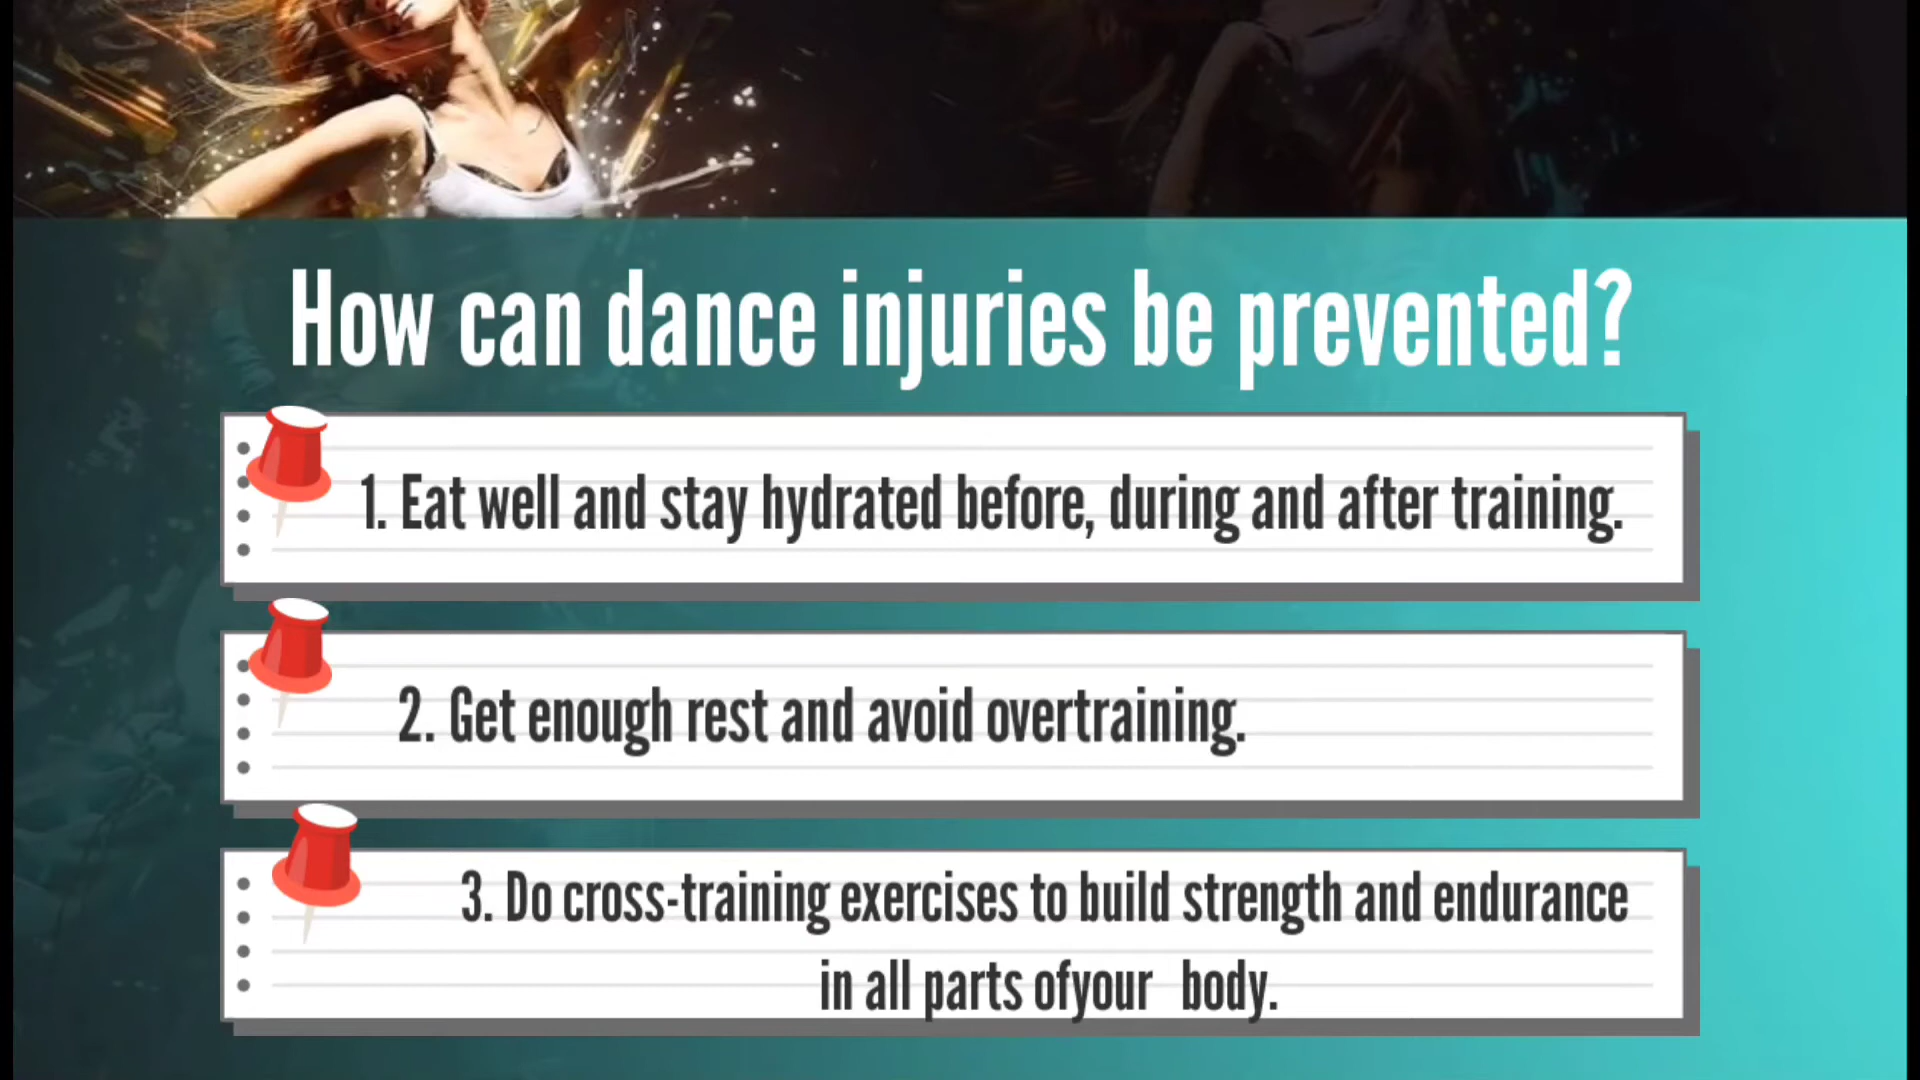 How can dance injuries be prevented?
1. Eat well and stay hydrated before, during and after training.
2. Get enough rest and avoid overtraining.
3. Do cross-training exercises to build strength and endurance
in all parts ofyour body.